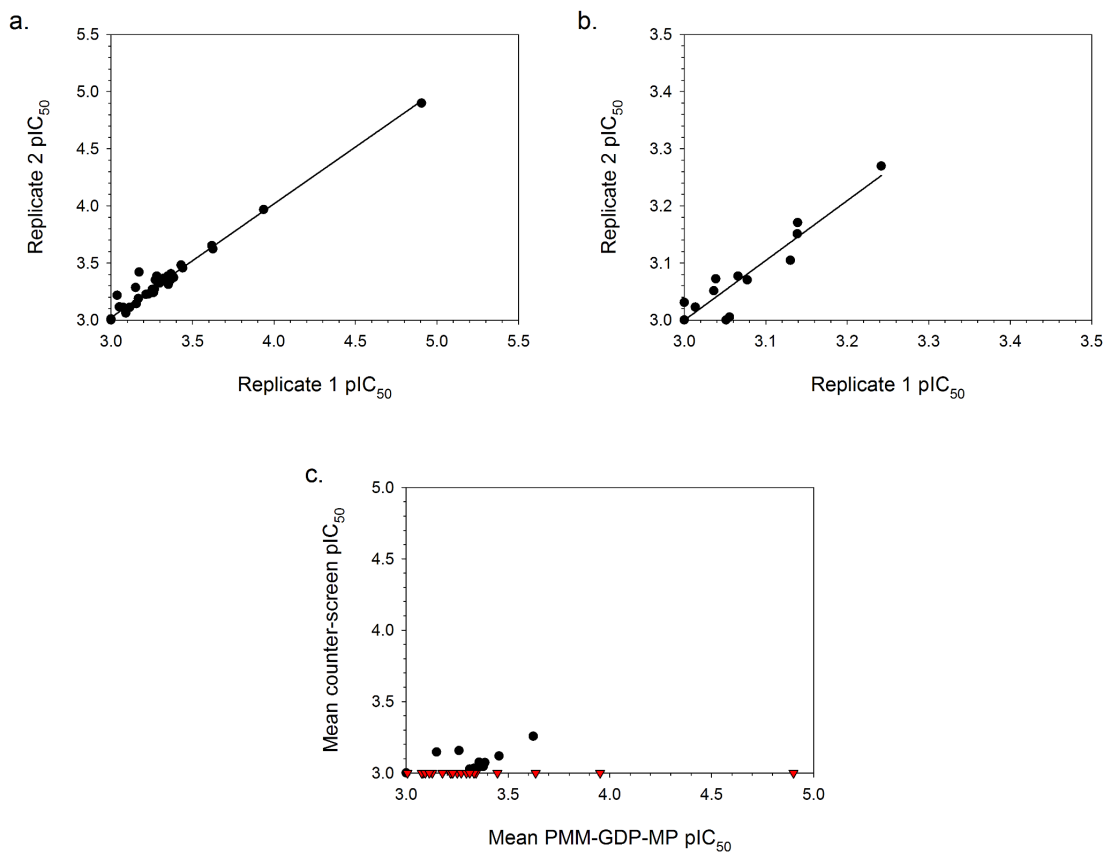 a.
5.5
5.0
4.5
4.0
3.5
3.0
Replicate 2 pIC50
3.0 3.5 4.0 4.5 5.0 5.5
Replicate 1 pIC50
b.
3.5
3.4
3.3
3.2
3.1
3.0
Replicate 2 pIC50
3.0 3.1 3.2 3.3 3.4 3.5
Replicate 1 pIC50
c.
5.0
4.5
4.0
3.5
3.0
Mean counter-screen pIC50
3.0 3.5 4.0 4.5 5.0
Mean PMM-GDP-MP pIC50